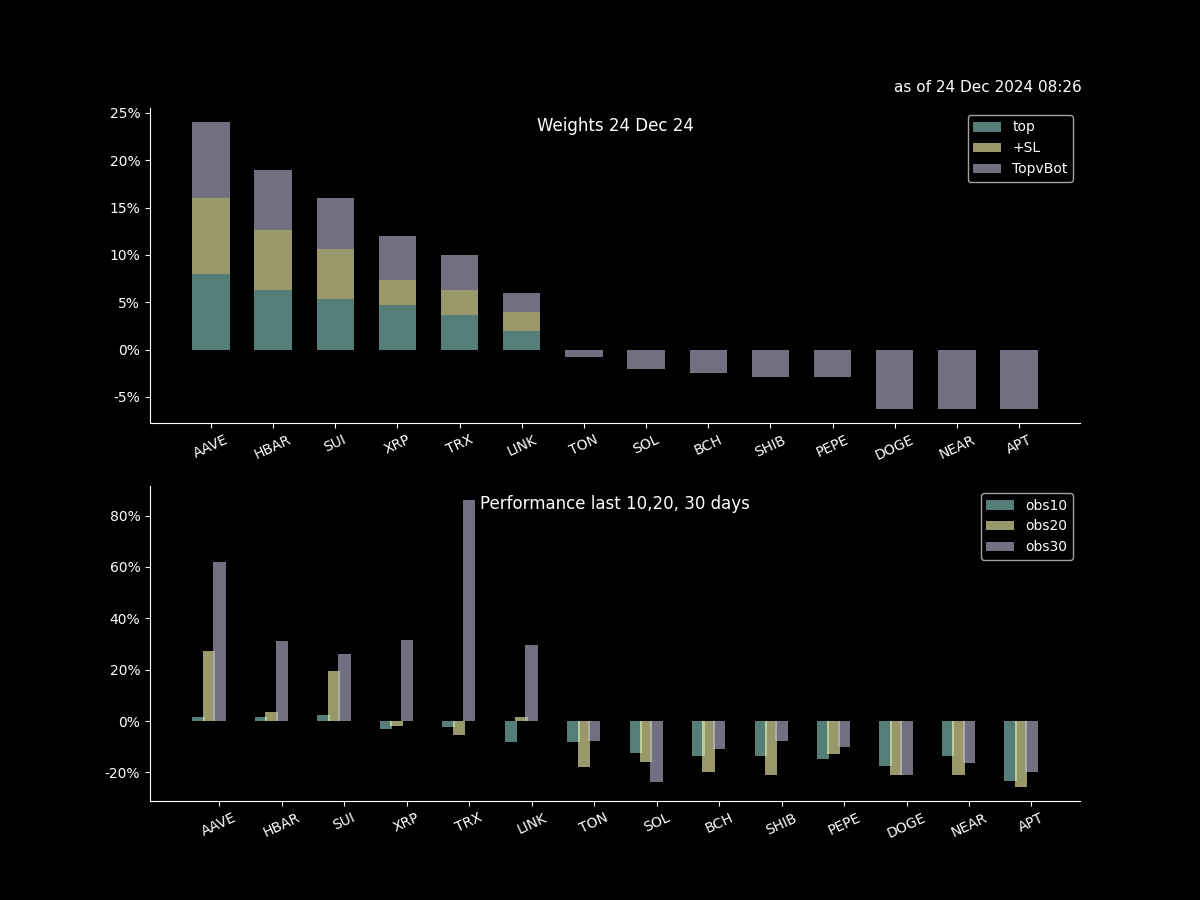 as of 24 Dec 2024 08:26
Weights 24 Dec 24
top
+SL
TopvBot
25%
20%
15%
10%
5%
0%
-5%
AAVE HBAR SUI XRP TRX LINK TON SOL BCH SHIB PEPE DOGE NEAR APT
Performance last 10,20, 30 days
obs10
obs20
obs30
80%
60%
40%
20%
0%
-20%
AAVE HBAR SUI XRP TRX LINK TON SOL BCH SHIB PEPE DOGE NEAR APT